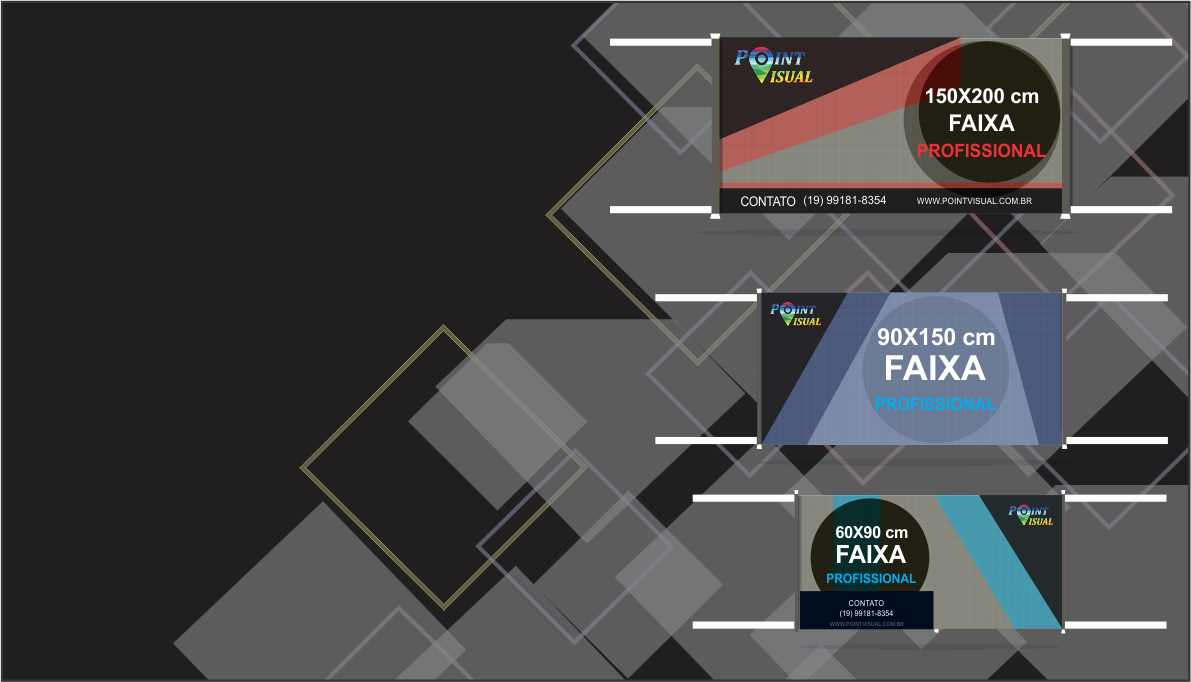 POINT
VISUAL
150X200 cm
FAIXA
PROFISSIONAL
CONTATO (19) 99181-8354 WWW.POINTVISUAL.COM.BR
POINT
VISUAL
90X150 cm
FAIXA
PROFISSIONAL
POINT
VISUAL
60X90 cm
FAIXA
PROFISSIONAL
CONTATO
(19) 99181-8354
WWW.POINTVISUAL.COM.BR